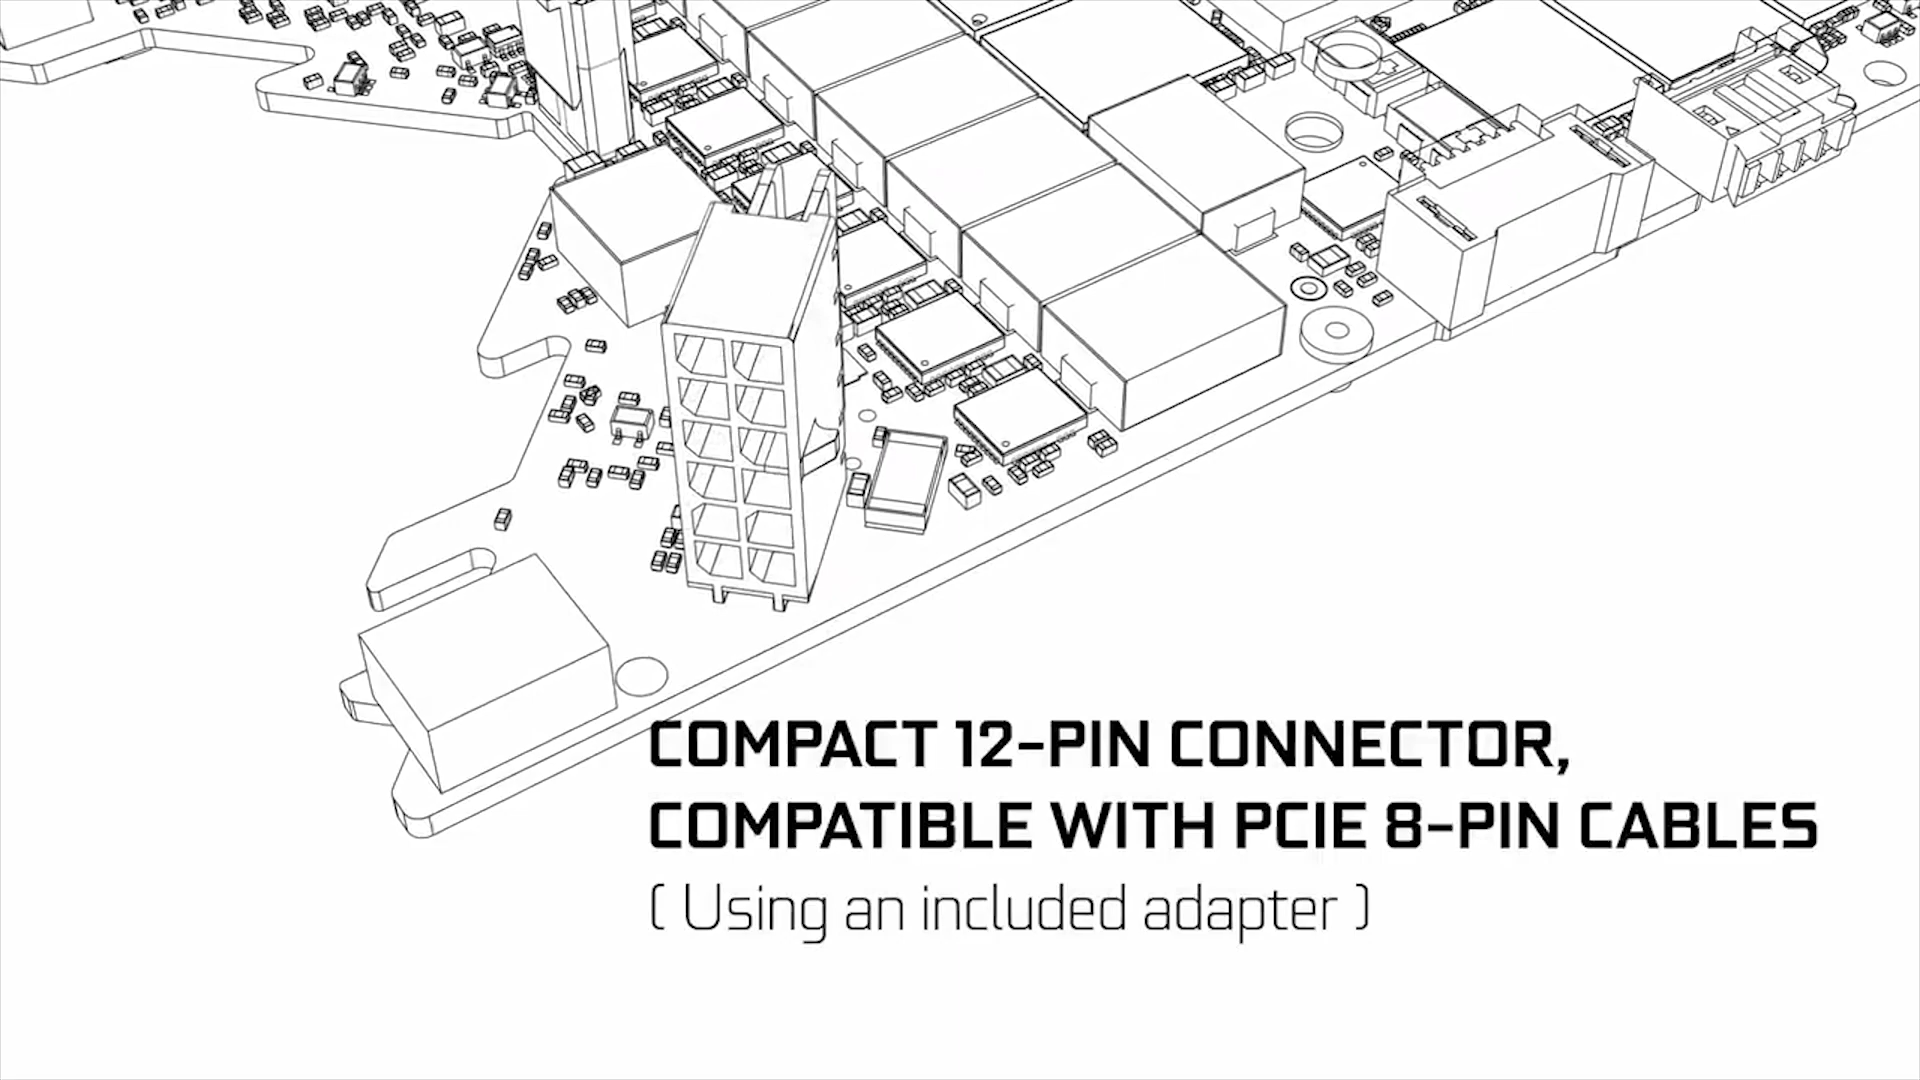 COMPACT 12-PIN CONNECTOR,
COMPATIBLE WITH PCIE 8-PIN CABLES
( Using an included adapter )